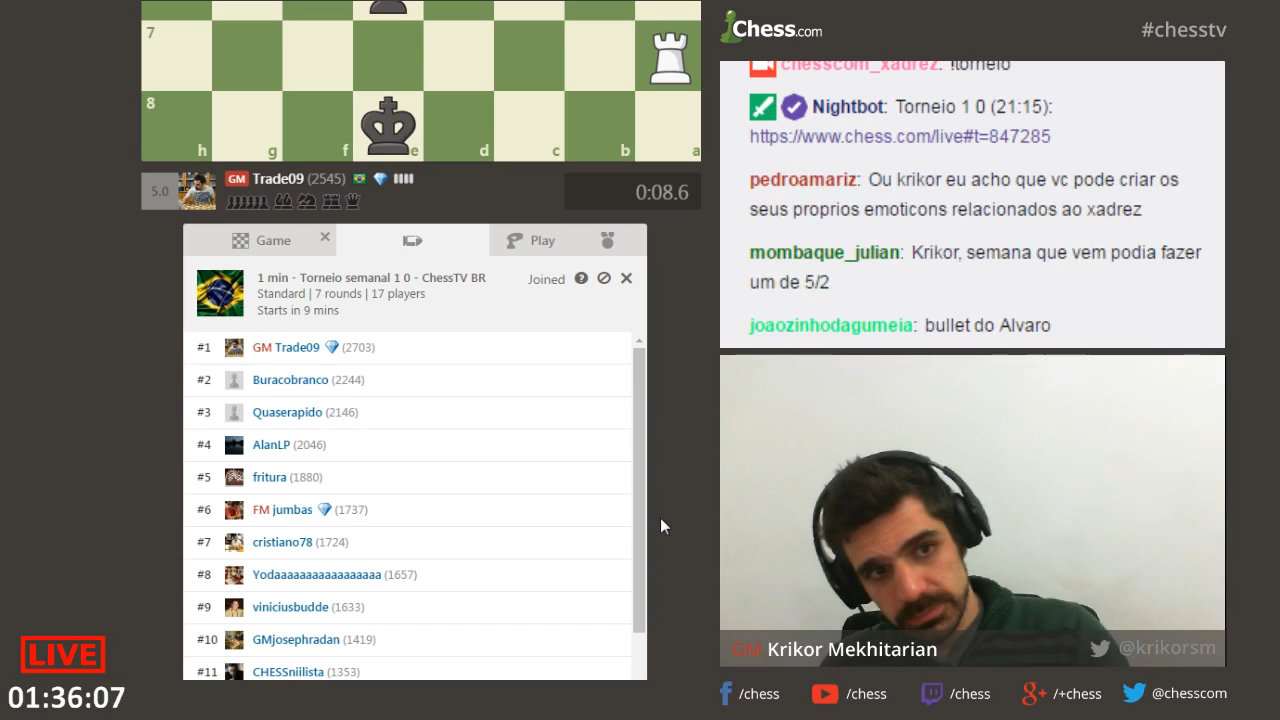 7
8
h
g
f
e
d
c
b
a
5.0
GM Trade09 (2545)
0:08.6
Game
Play
1 min - Torneio semanal 1 0 - ChessTV BR
Standard | 7 rounds | 17 players
Starts in 9 mins
Joined
#1 GM Trade09 (2703)
#2 Buracobranco (2244)
#3 Quaserapido (2146)
#4 AlanLP (2046)
#5 fritura (1880)
#6 FM jumbas (1737)
#7 cristiano78 (1724)
#8 Yodaaaaaaaaaaaaaaaaa (1657)
#9 viniciusbudde (1633)
#10 GMjosephradan (1419)
#11 CHESSniilista (1353)
LIVE
01:36:07
Chess.com
#chesstv
chesscom_xadrez: !torneio
Nightbot: Torneio 1 0 (21:15):
https://www.chess.com/live#t=847285
pedroamariz: Ou krikor eu acho que vc pode criar os
seus proprios emoticons relacionados ao xadrez
mombaque_julian: Krikor, semana que vem podia fazer
um de 5/2
joaozinhodagumeia: bullet do Alvaro
GM Krikor Mekhitarian
@krikorsm
/chess
/chess
/chess
/+chess
@chesscom